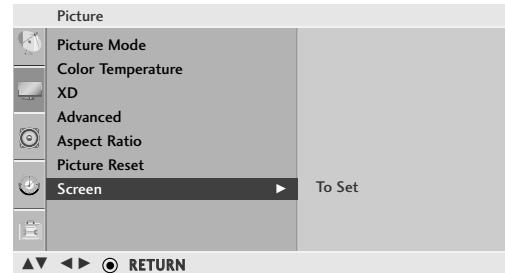 Picture
Picture Mode
Color Temperature
XD
Advanced
Aspect Ratio
Picture Reset
Screen ► To Set
▲▼ ◄► RETURN